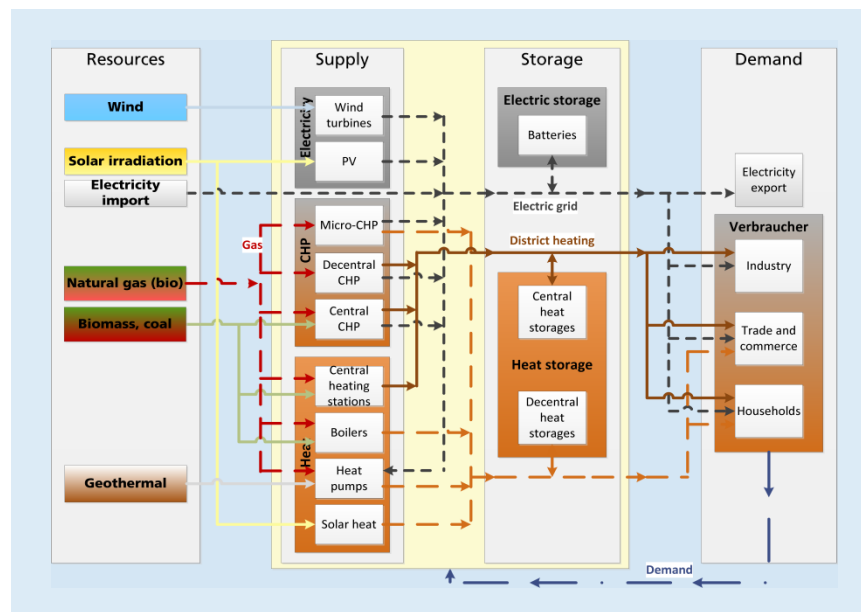 Resources
Supply
Storage
Demand
Wind
Solar irradiation
Electricity
import
Natural gas (bio)
Biomass, coal
Geothermal
Electricity
Wind
turbines
PV
Gas
CHP
Micro-CHP
Decentral
CHP
Central
CHP
Heat
Central
heating
stations
Boilers
Heat
pumps
Solar heat
Electric storage
Batteries
Electric grid
District heating
Central
heat
storages
Heat storage
Decentral
heat
storages
Electricity
export
Verbraucher
Industry
Trade and
commerce
Households
Demand